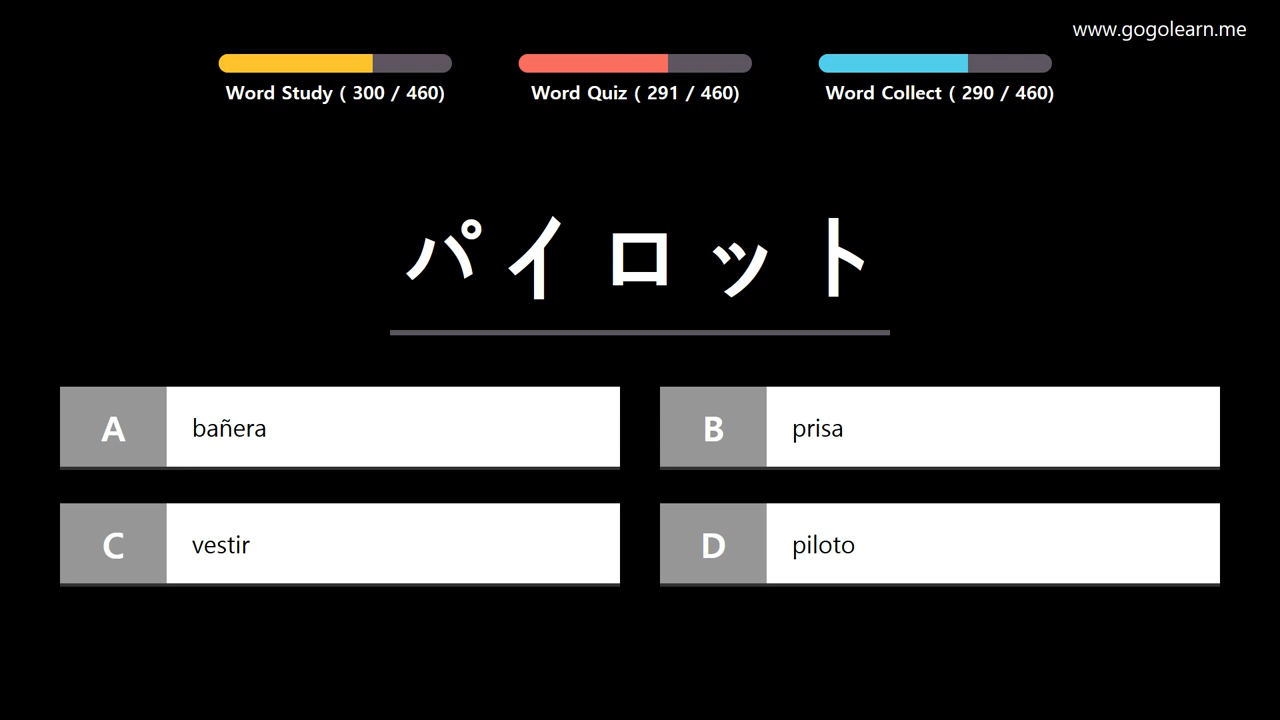 www.gogolearn.me
Word Study ( 300 / 460)
Word Quiz ( 291 / 460)
Word Collect ( 290 / 460)
パイロット
A bañera
B prisa
C vestir
D piloto